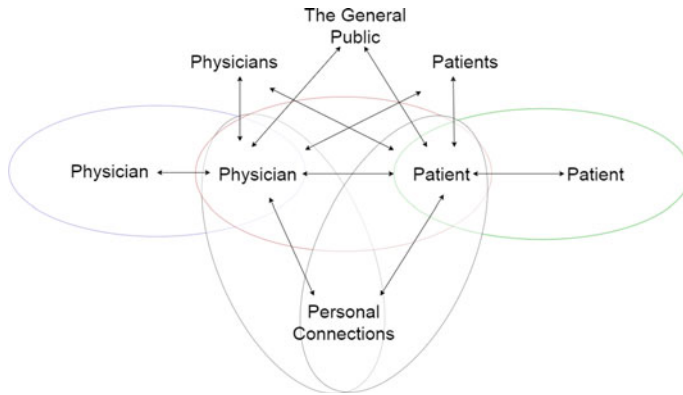 The General
Public
Physicians
Patients
Physician
Physician
Patient
Patient
Personal
Connections